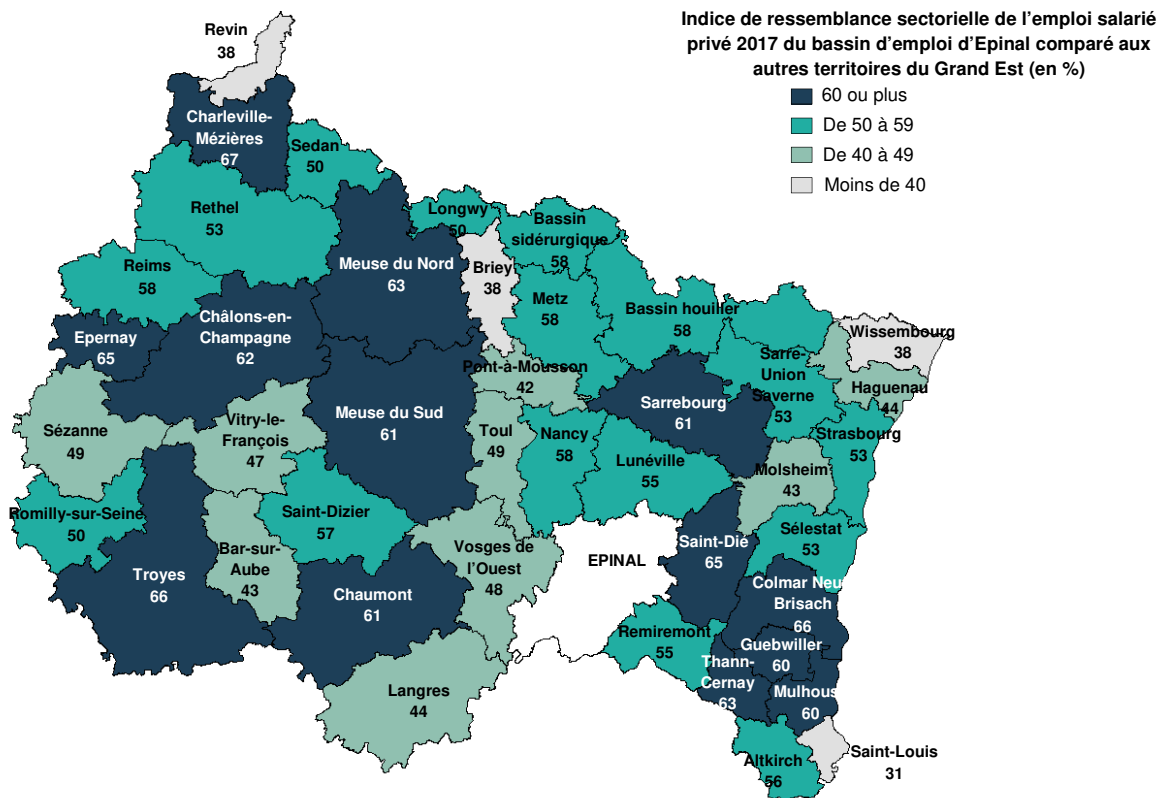 Indice de ressemblance sectorielle de l'emploi salarié
privé 2017 du bassin d'emploi d'Epinal comparé aux
autres territoires du Grand Est (en %)
60 ou plus
De 50 à 59
De 40 à 49
Moins de 40
Revin
38
Charleville-
Mézières
67
Sedan
50
Rethel
53
Reims
58
Longwy
50
Bassin
sidérurgique
58
Meuse du Nord
63
Briey
38
Metz
58
Bassin houiller
58
Châlons-en-
Champagne
62
Epernay
65
Wissembourg
38
Sarre-
Union
Saverne
53
Haguenau
44
Pont-à-Mousson
42
Sarrebourg
61
Meuse du Sud
61
Vitry-le-
François
47
Sézanne
49
Toul
49
Nancy
58
Strasbourg
53
Lunéville
55
Molsheim
43
Romilly-sur-Seine
50
Saint-Dizier
57
Sélestat
53
Saint-Dié
65
Vosges de
l'Ouest
48
EPINAL
Bar-sur-
Aube
43
Troyes
66
Chaumont
61
Colmar Neuf
Brisach
66
Remiremont
55
Guebwiller
60
Thann-
Cernay
63
Mulhouse
60
Langres
44
Altkirch
56
Saint-Louis
31